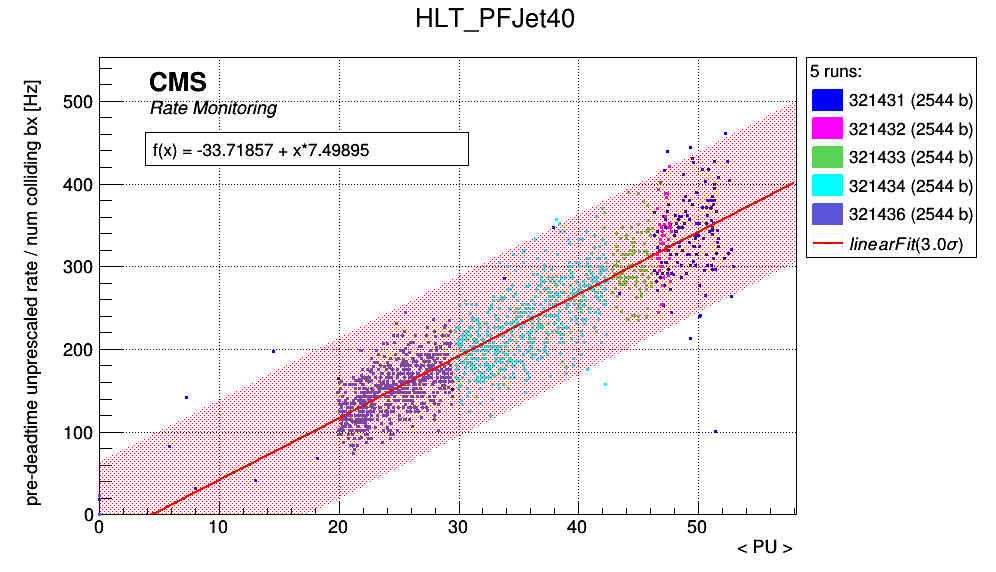 HLT_PFJet40
pre-deadtime unprescaled rate / num colliding bx [Hz]
CMS
Rate Monitoring
f(x) = -33.71857 + x*7.49895
500
400
300
200
100
0
0 10 20 30 40 50
< PU >
5 runs:
321431 (2544 b)
321432 (2544 b)
321433 (2544 b)
321434 (2544 b)
321436 (2544 b)
linearFit(3.0σ)